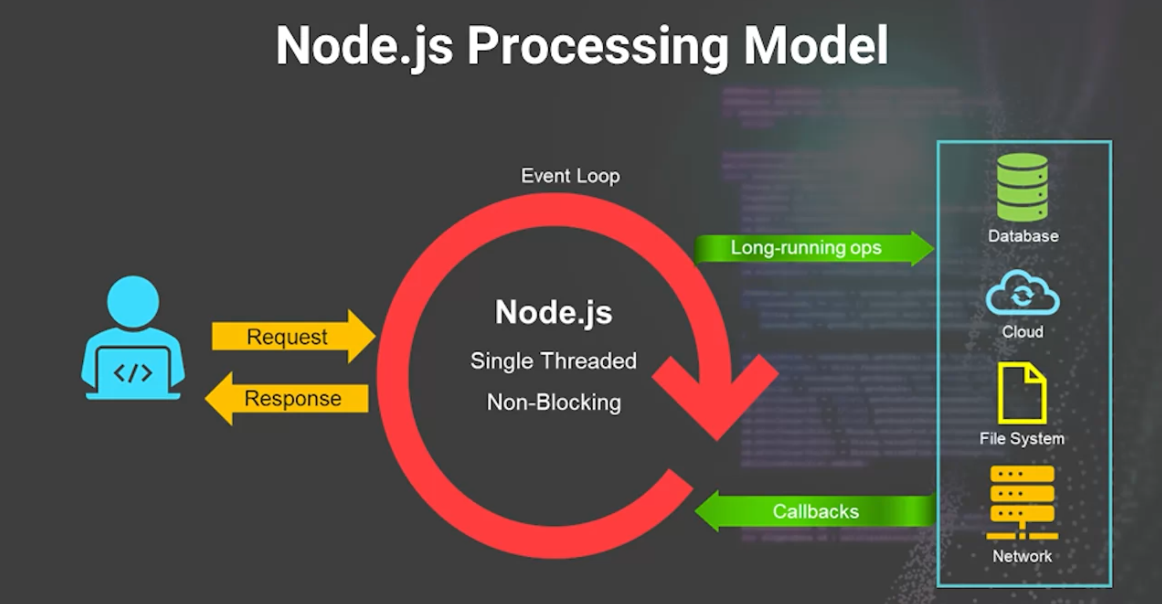 Node.js Processing Model
Event Loop
Request
Response
Node.js
Single Threaded
Non-Blocking
Long-running ops
Callbacks
Database
Cloud
File System
Network
</>